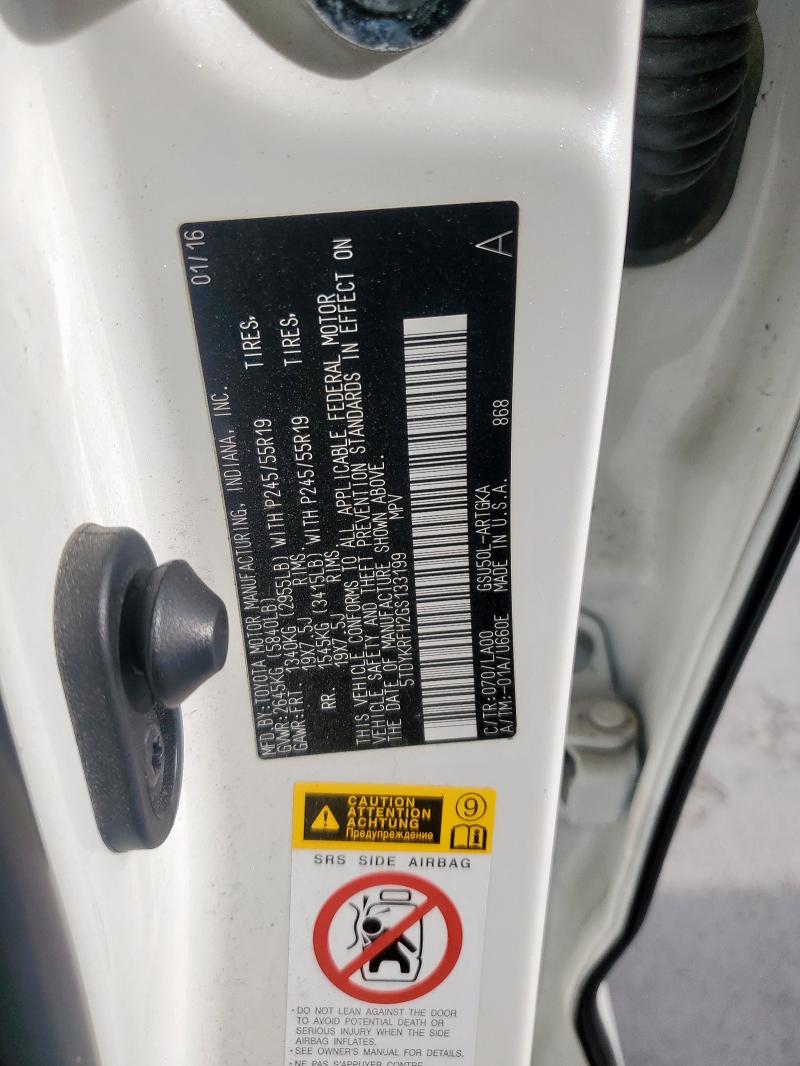 MFD.BY:TOYOTA MOTOR MANUFACTURING, INDIANA, INC. 01/16
GVWR:2645KG (5840LB)
GAWR:FRT. 1340KG (2955LB) WITH P245/55R19 TIRES,
19X7.5J RIMS.
RR. 1545KG (3415LB) WITH P245/55R19 TIRES,
19X7.5J RIMS.
THIS VEHICLE CONFORMS TO ALL APPLICABLE FEDERAL MOTOR
VEHICLE SAFETY AND THEFT PREVENTION STANDARDS IN EFFECT ON
THE DATE OF MANUFACTURE SHOWN ABOVE.
5TDYKRFH2GS133199 MPV
A
C/TR:070/LA00 GSU50L-ARTGKA
A/TM:-01A/U660E MADE IN U.S.A. 868
CAUTION
ATTENTION
ACHTUNG
Предупреждение
9
i
SRS SIDE AIRBAG
· DO NOT LEAN AGAINST THE DOOR
TO AVOID POTENTIAL DEATH OR
SERIOUS INJURY WHEN THE SIDE
AIRBAG INFLATES.
· SEE OWNER'S MANUAL FOR DETAILS.
· NE PAS S'APPUYER CONTRE